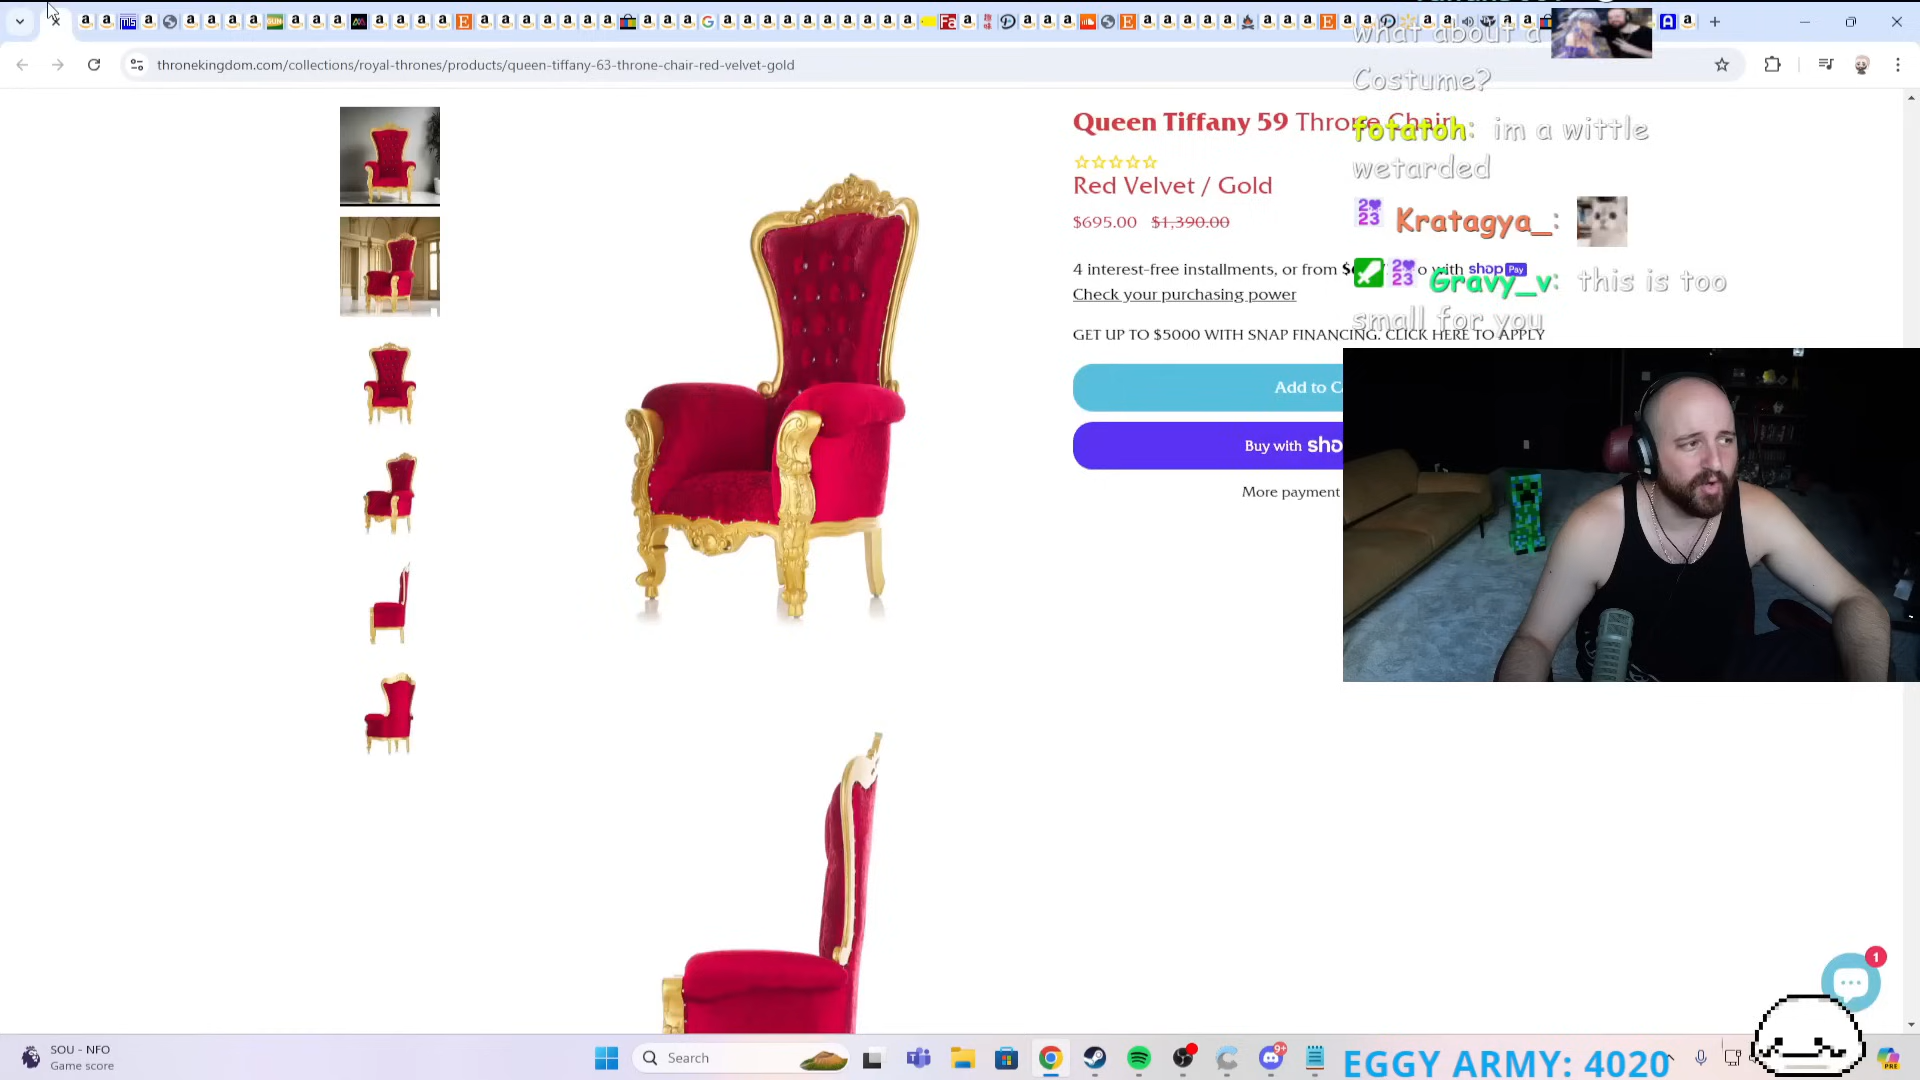 thronekingdom.com/collections/royal-thrones/products/queen-tiffany-63-throne-chair-red-velvet-gold
Queen Tiffany 59 Throne Chair
Red Velvet / Gold
$695.00 $1,390.00
4 interest-free installments, or from with shop Pay
Check your purchasing power
GET UP TO $5000 WITH SNAP FINANCING. CLICK HERE TO APPLY
Add to
Buy with
More payment
what about a
Costume?
fotatoh: im a wittle
wetarded
Kratagya_:
Gravy_v: this is too
small for you
1
SOU - NFO
Game score
Search
9+
EGGY ARMY: 4020